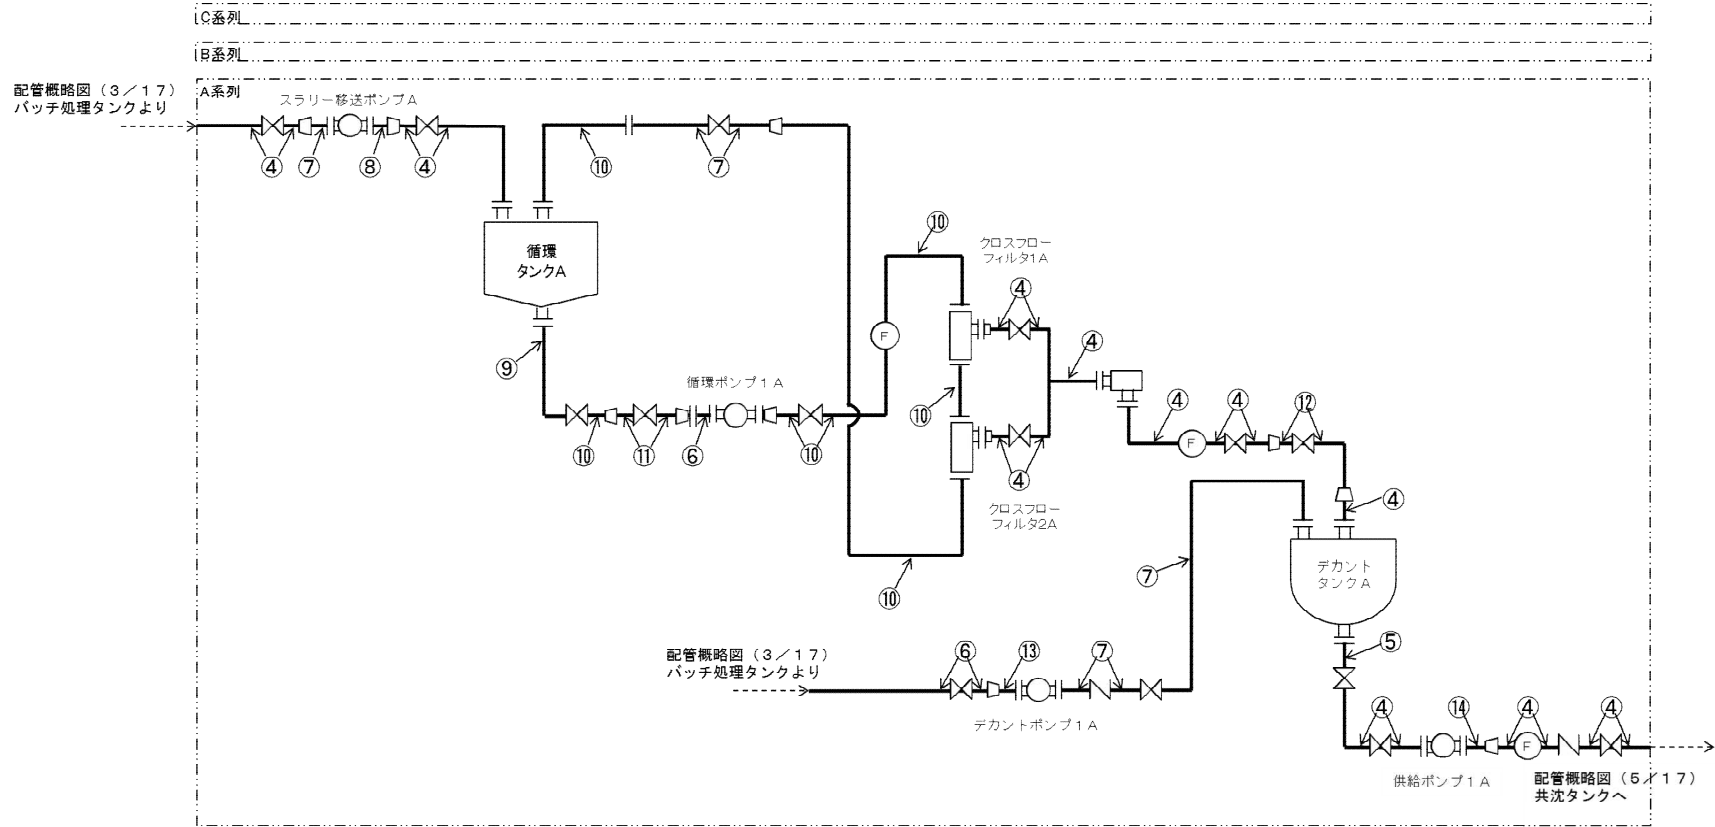 C系列
B系列
A系列
配管概略図（3／17）
バッチ処理タンクより
スラリー移送ポンプA
④
⑦
⑧
④
⑩
⑦
循環
タンクA
⑩
クロスフロー
フィルタ1A
④
F
④
⑨
循環ポンプ1A
⑩
④
④
⑫
F
⑩
⑪
⑥
⑩
④
④
クロスフロー
フィルタ2A
デカント
タンクA
⑦
⑩
⑤
配管概略図（3／17）
バッチ処理タンクより
⑥
⑬
⑦
デカントポンプ1A
④
⑭
④
④
F
供給ポンプ1A
配管概略図（5／17）
共沈タンクへ